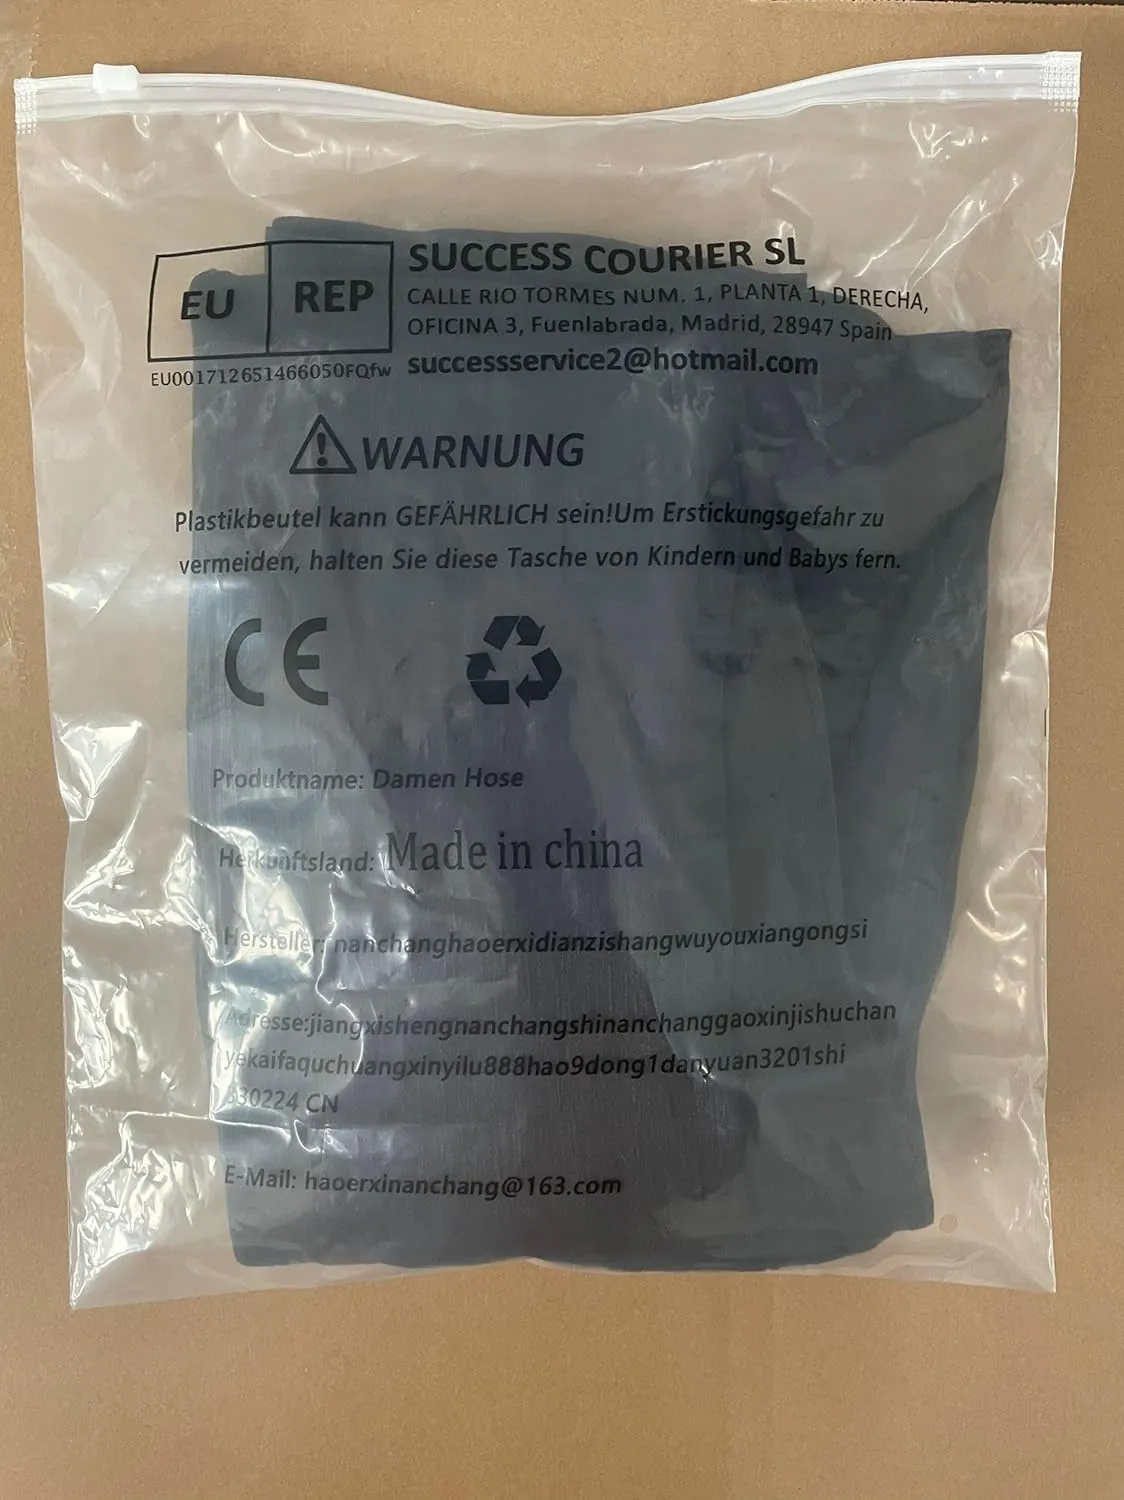 EU REP
SUCCESS COURIER SL
CALLE RIO TORMES NUM. 1, PLANTA 1, DERECHA,
OFICINA 3, Fuenlabrada, Madrid, 28947 Spain
EU001712651466050FQfw
successservice2@hotmail.com
WARNUNG
Plastikbeutel kann GEFÄHRLICH sein!Um Erstickungsgefahr zu
vermeiden, halten Sie diese Tasche von Kindern und Babys fern.
CE
Produktname: Damen Hose
Herkunftsland: Made in china
Hersteller: nanchanghaoerxidianzishangwuyouxiangongsi
Adresse:jiangxishengnanchangshinanchanggaoxinjishuchan
yekaifaquchuangxinyilu888hao9dong1danyuan3201shi
330224 CN
E-Mail: haoerxinanchang@163.com